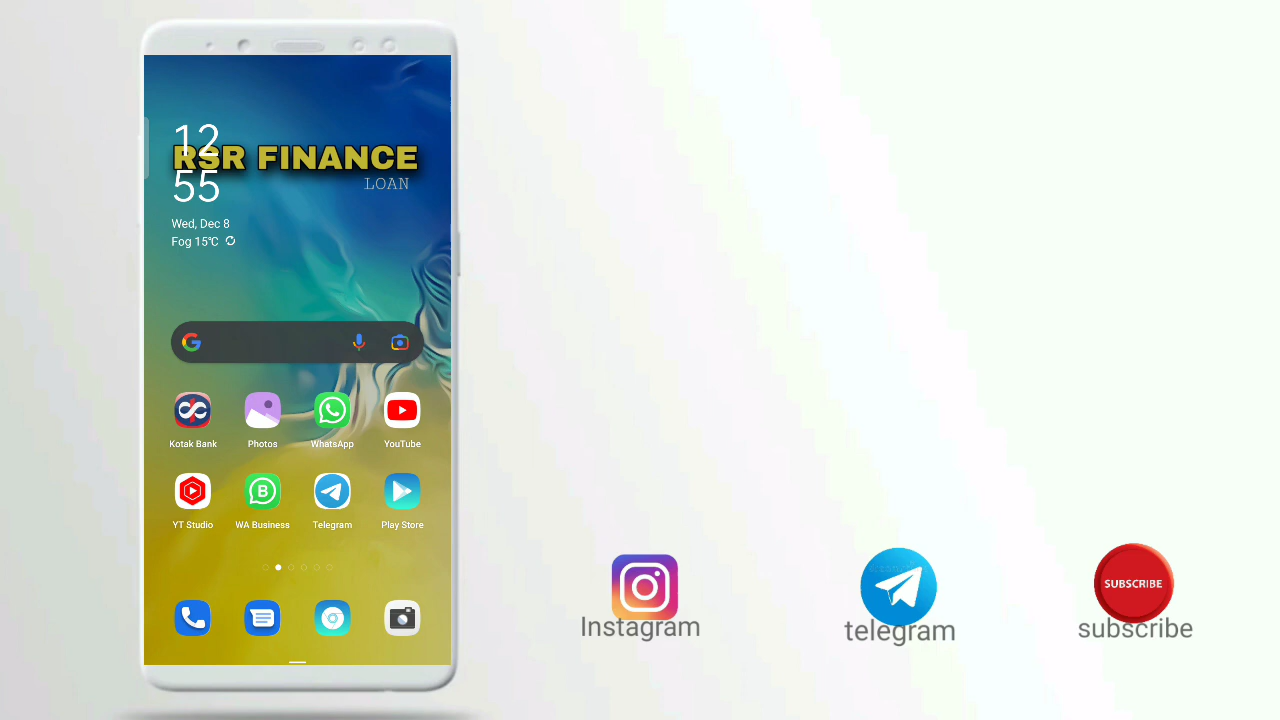 12
RSR FINANCE
LOAN
55
Wed, Dec 8
Fog 15°C
Kotak Bank
Photos
WhatsApp
YouTube
YT Studio
WA Business
Telegram
Play Store
Instagram
telegram
SUBSCRIBE
subscribe